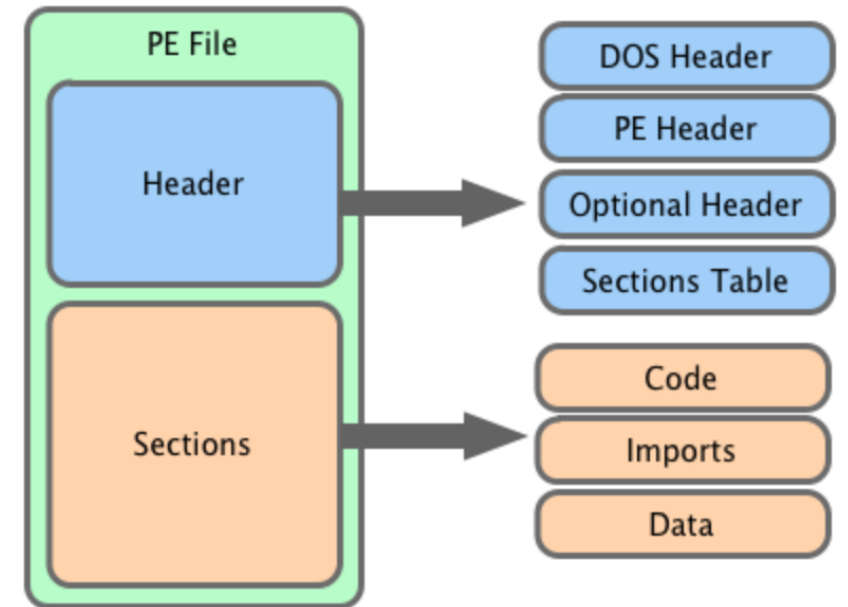 PE File
Header
Sections
DOS Header
PE Header
Optional Header
Sections Table
Code
Imports
Data